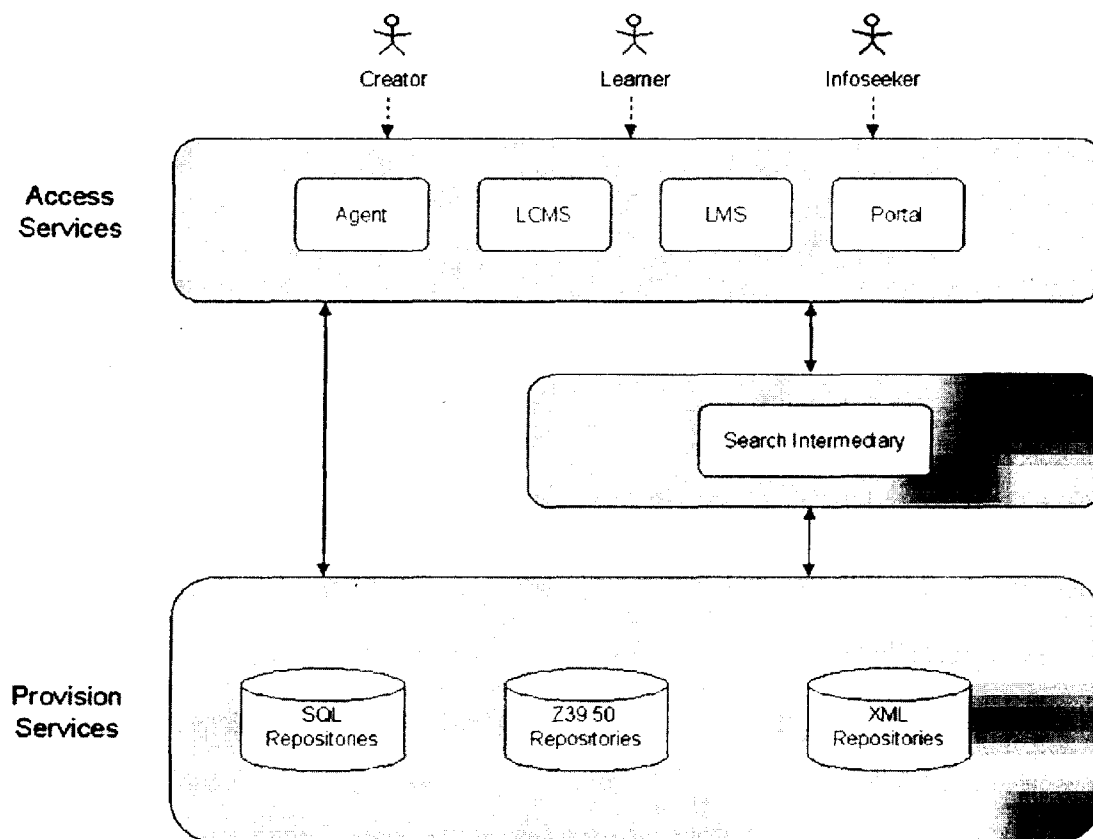 Creator
Learner
Infoseeker
Access
Services
Agent
LCMS
LMS
Portal
Search Intermediary
Provision
Services
SQL
Repositories
Z39.50
Repositories
XML
Repositories